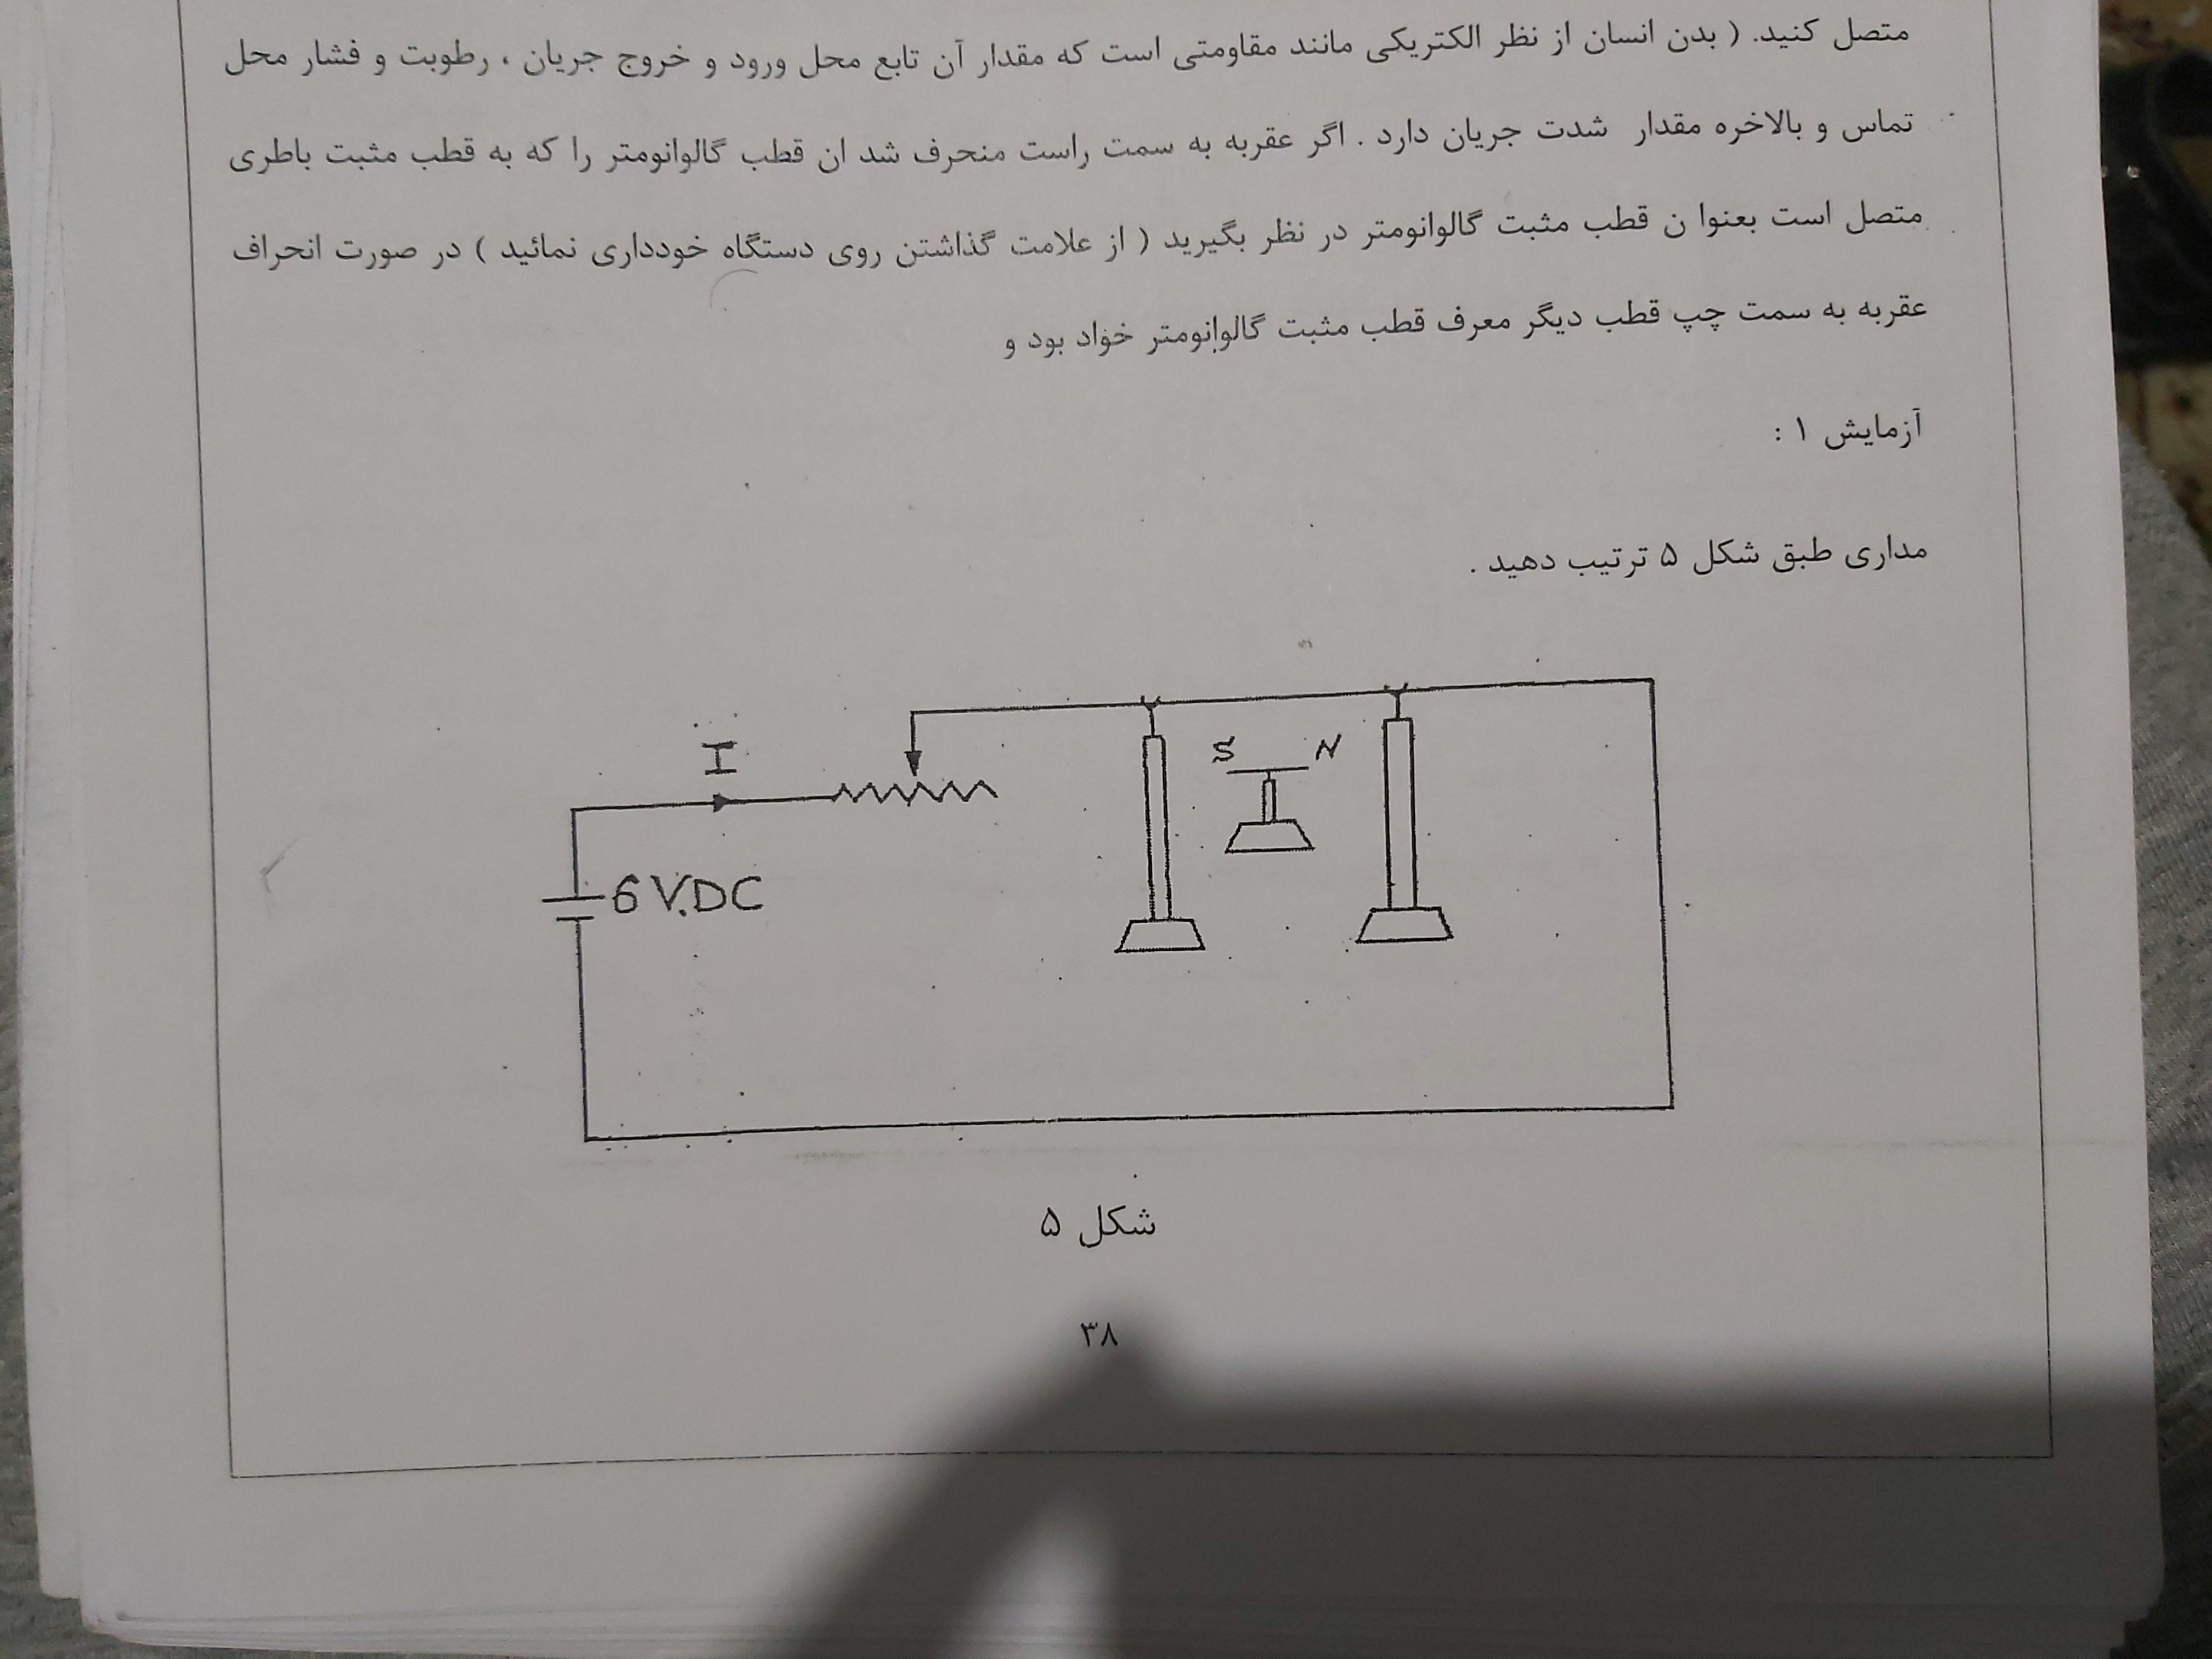 متصل کنید. ( بدن انسان از نظر الکتریکی مانند مقاومتی است که مقدار آن تابع محل ورود و خروج جریان ، رطوبت و فشار محل
تماس و بالاخره مقدار شدت جریان دارد . اگر عقربه به سمت راست منحرف شد ان قطب گالوانومتر را که به قطب مثبت باطری
متصل است بعنوا ن قطب مثبت گالوانومتر در نظر بگیرید ( از علامت گذاشتن روی دستگاه خودداری نمائید ) در صورت انحراف
عقربه به سمت چپ قطب دیگر معرف قطب مثبت گالوانومتر خواد بود و
آزمایش ۱ :
مداری طبق شکل ۵ ترتیب دهید .
I
6 V.DC
S
N
شکل ۵
۳۸